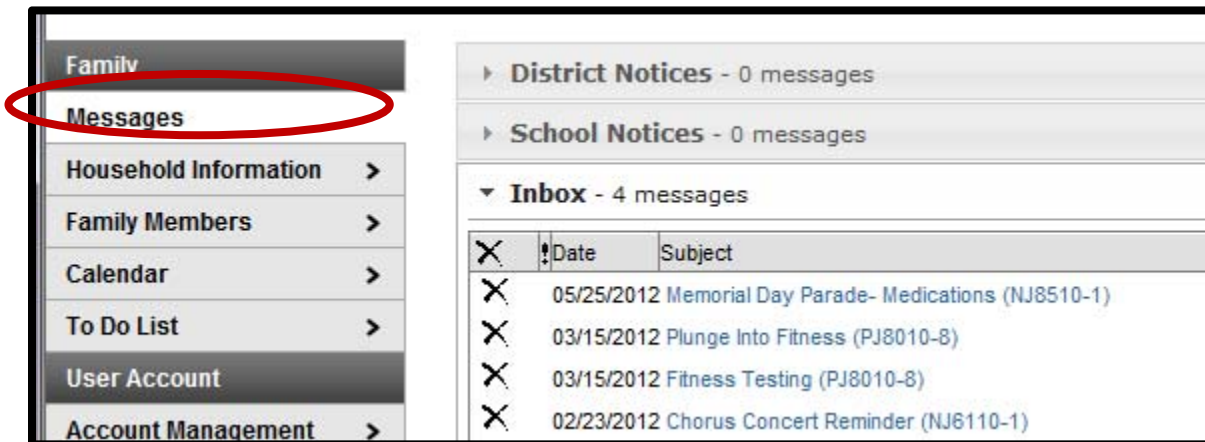 Family
Messages
Household Information
Family Members
Calendar
To Do List
User Account
Account Management
District Notices - 0 messages
School Notices - 0 messages
Inbox - 4 messages
! Date Subject
05/25/2012 Memorial Day Parade- Medications (NJ8510-1)
03/15/2012 Plunge Into Fitness (PJ8010-8)
03/15/2012 Fitness Testing (PJ8010-8)
02/23/2012 Chorus Concert Reminder (NJ6110-1)